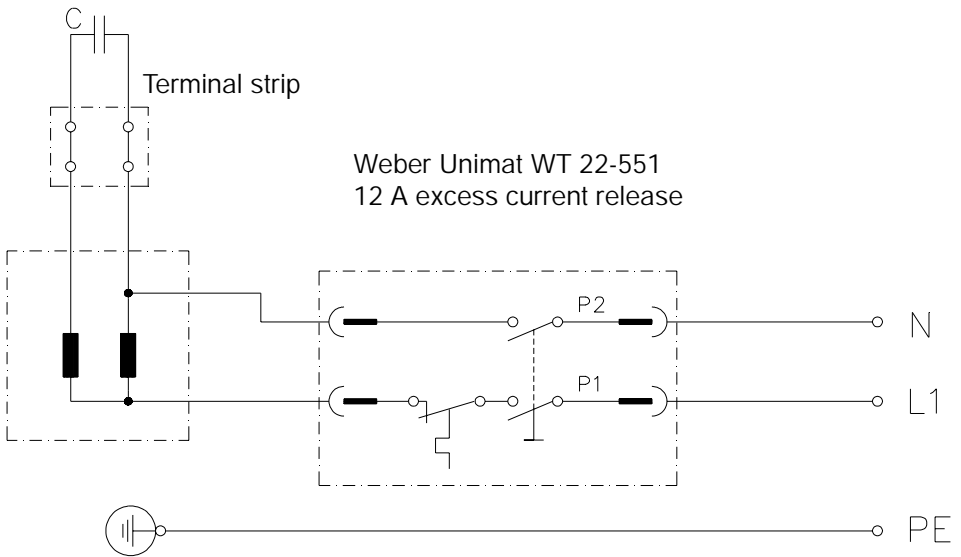 C
Terminal strip
Weber Unimat WT 22-551
12 A excess current release
P2
N
P1
L1
PE